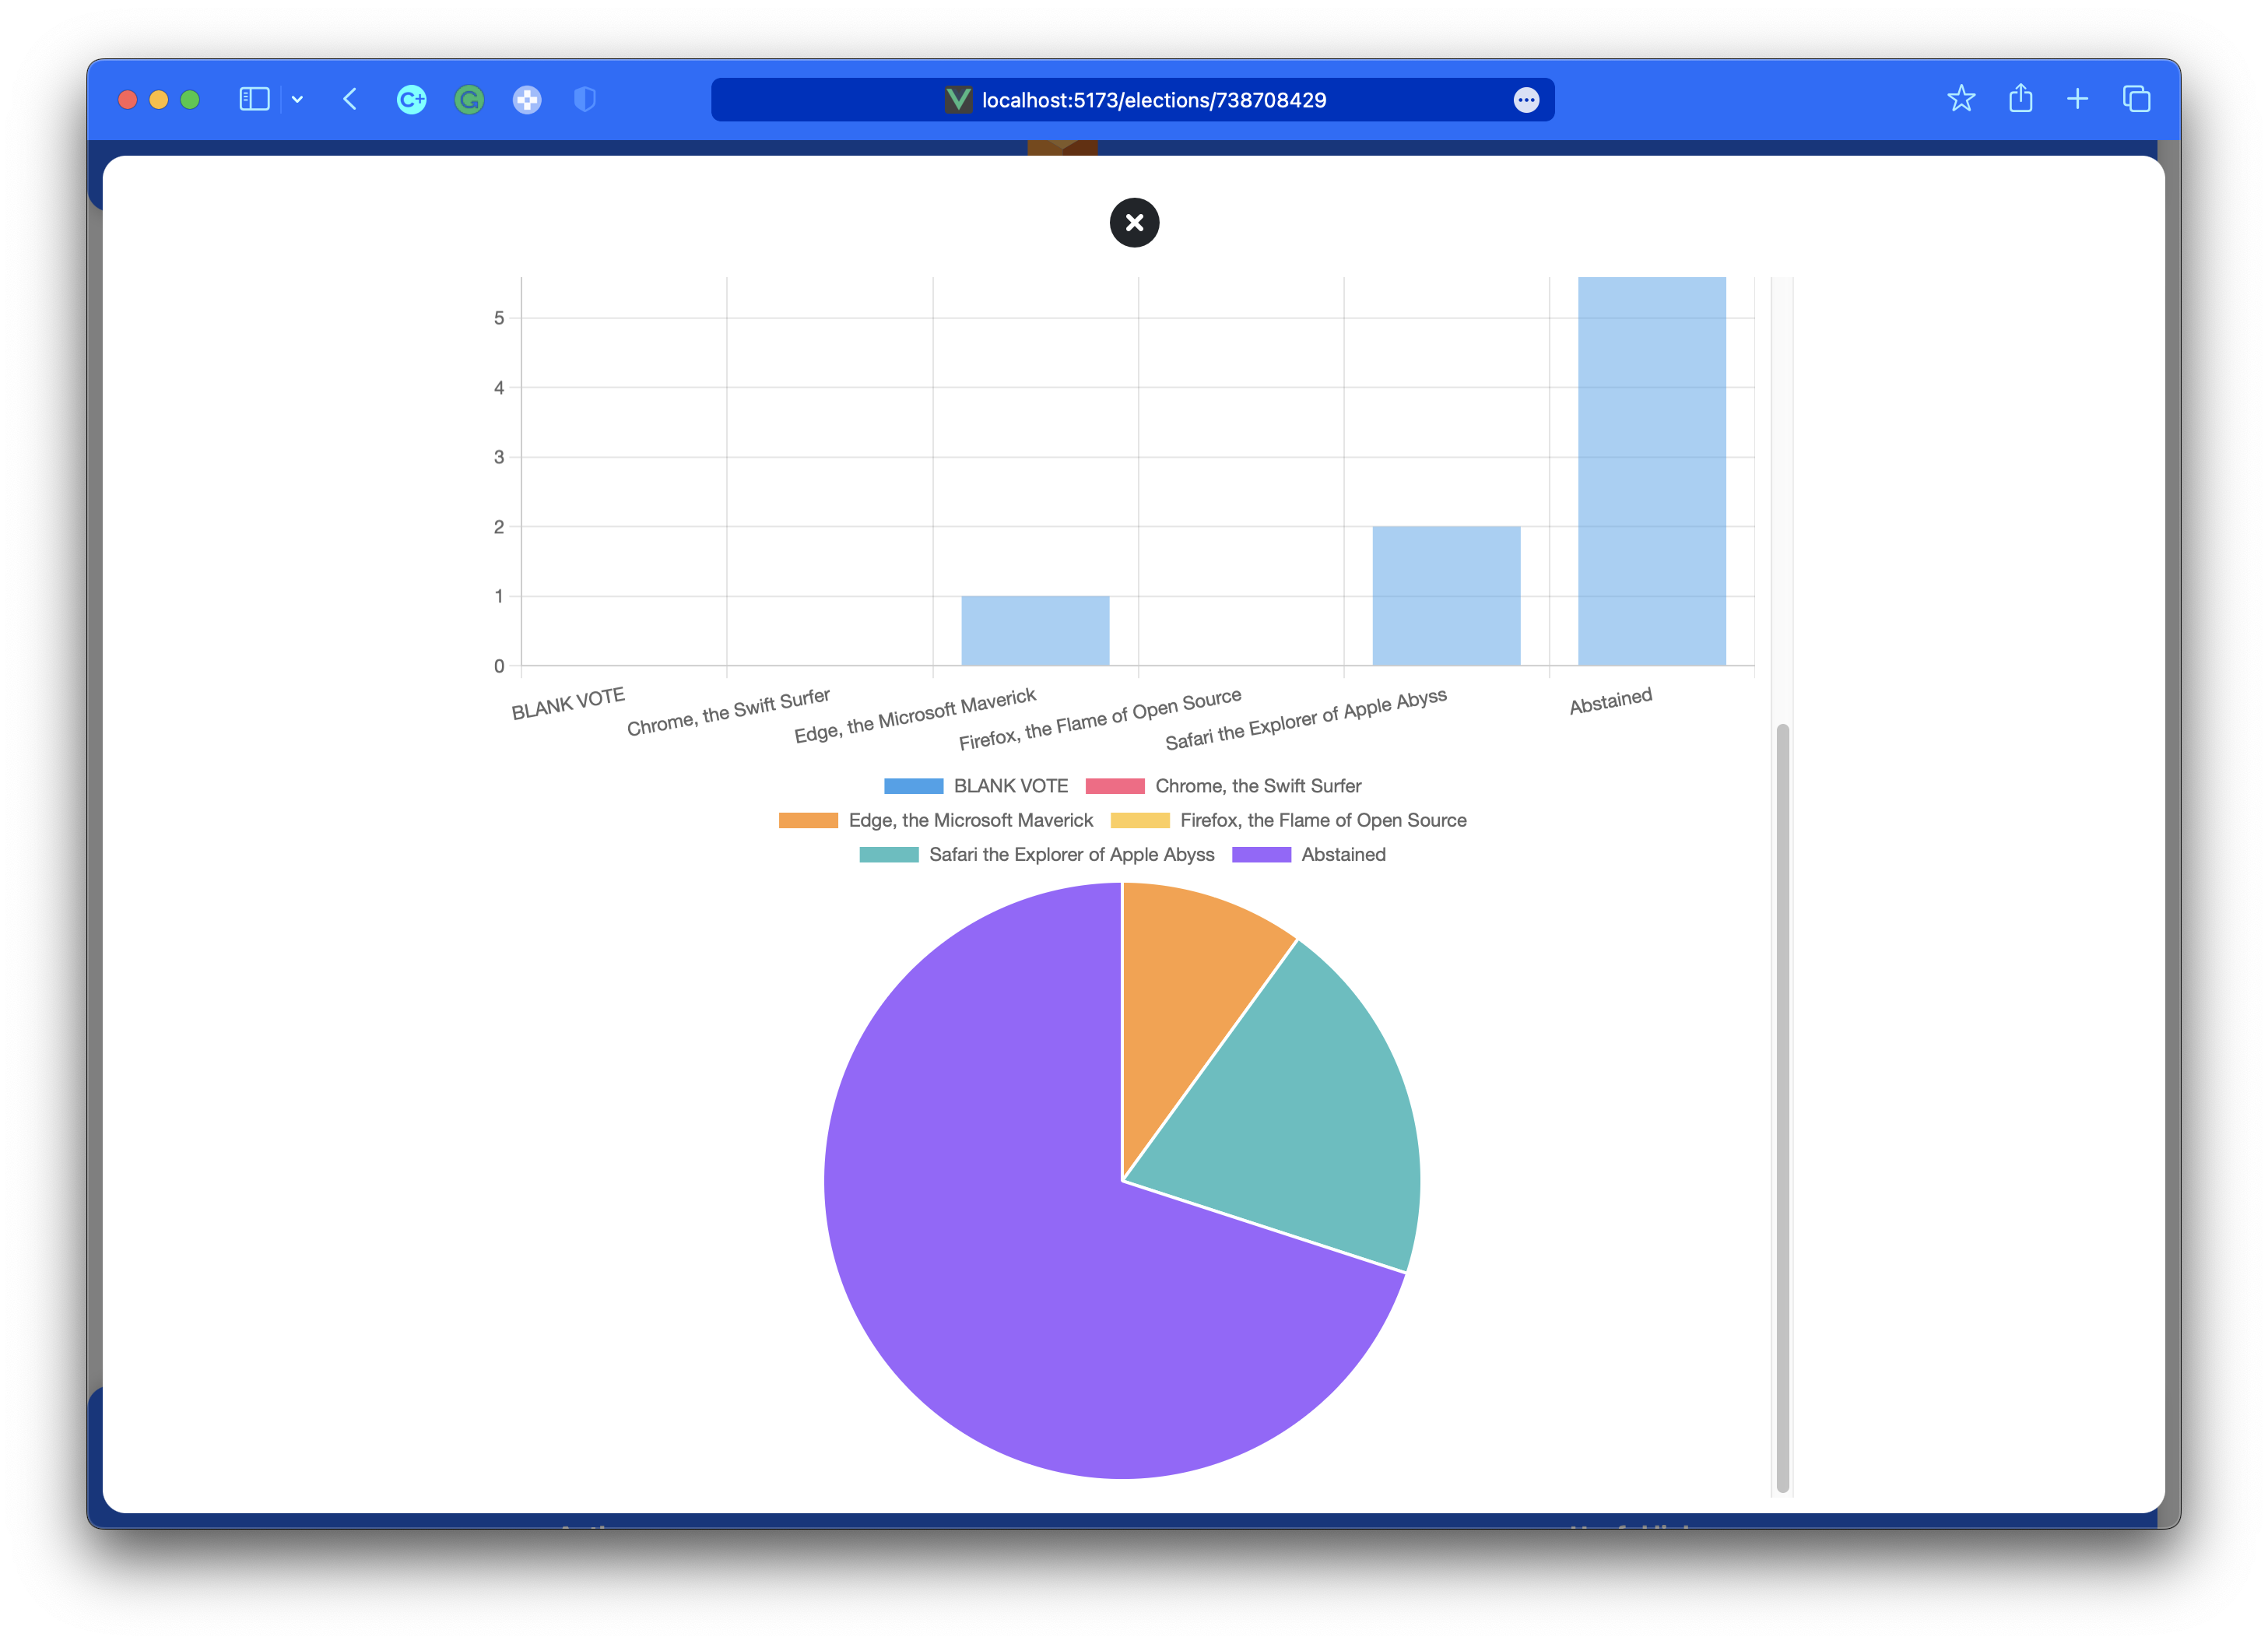 localhost:5173/elections/738708429
5
4
3
2
1
0
BLANK VOTE
Chrome, the Swift Surfer
Edge, the Microsoft Maverick
Firefox, the Flame of Open Source
Safari the Explorer of Apple Abyss
Abstained
BLANK VOTE Chrome, the Swift Surfer
Edge, the Microsoft Maverick Firefox, the Flame of Open Source
Safari the Explorer of Apple Abyss Abstained